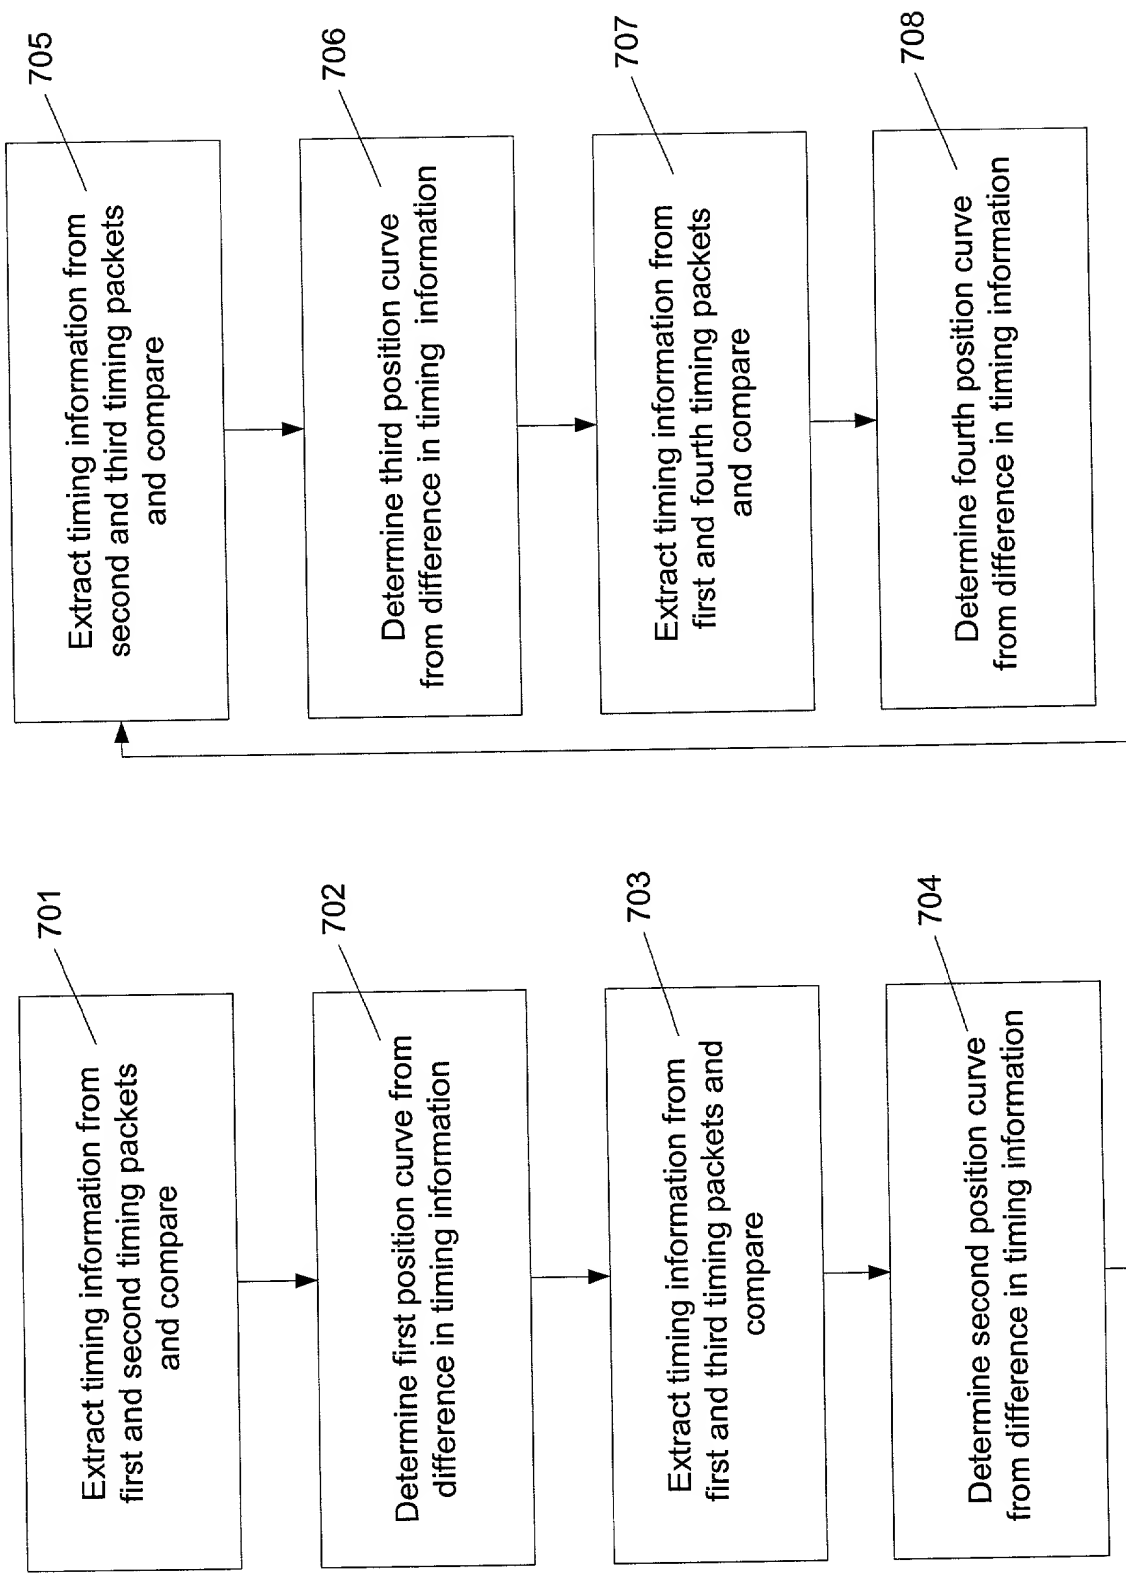 701
Extract timing information from
first and second timing packets
and compare
702
Determine first position curve from
difference in timing information
703
Extract timing information from
first and third timing packets and
compare
704
Determine second position curve
from difference in timing information
705
Extract timing information from
second and third timing packets
and compare
706
Determine third position curve
from difference in timing information
707
Extract timing information from
first and fourth timing packets
and compare
708
Determine fourth position curve
from difference in timing information